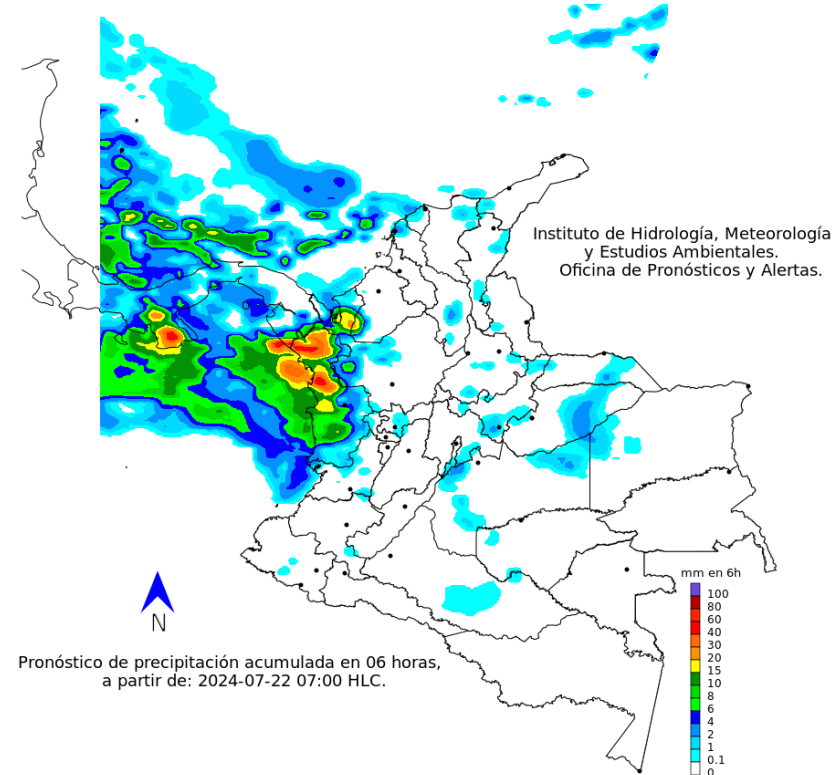 Instituto de Hidrología, Meteorología
y Estudios Ambientales.
Oficina de Pronósticos y Alertas.
mm en 6h
100
80
60
40
30
20
15
10
8
6
4
2
1
0.1
0
N
Pronóstico de precipitación acumulada en 06 horas,
a partir de: 2024-07-22 07:00 HLC.